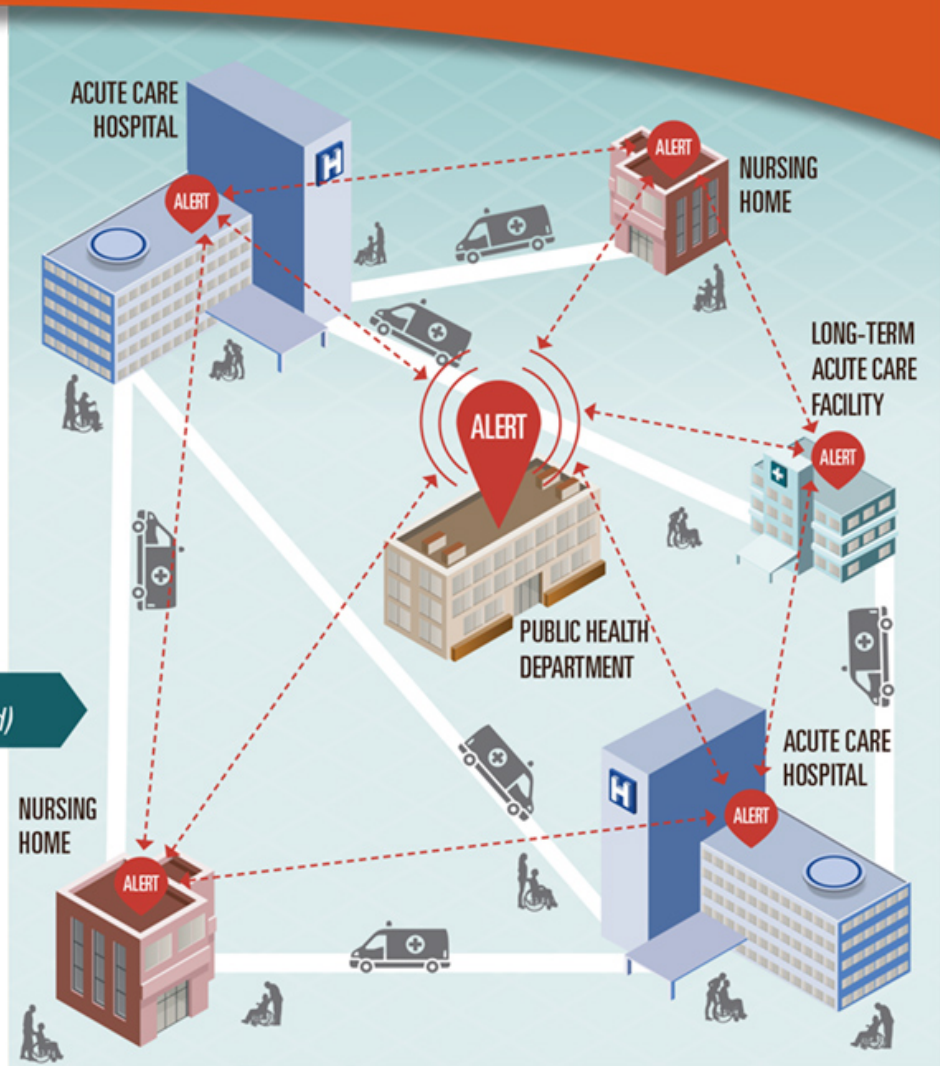 ACUTE CARE
HOSPITAL
H
ALERT
ALERT
NURSING
HOME
LONG-TERM
ACUTE CARE
FACILITY
ALERT
ALERT
PUBLIC HEALTH
DEPARTMENT
ACUTE CARE
HOSPITAL
H
ALERT
NURSING
HOME
ALERT